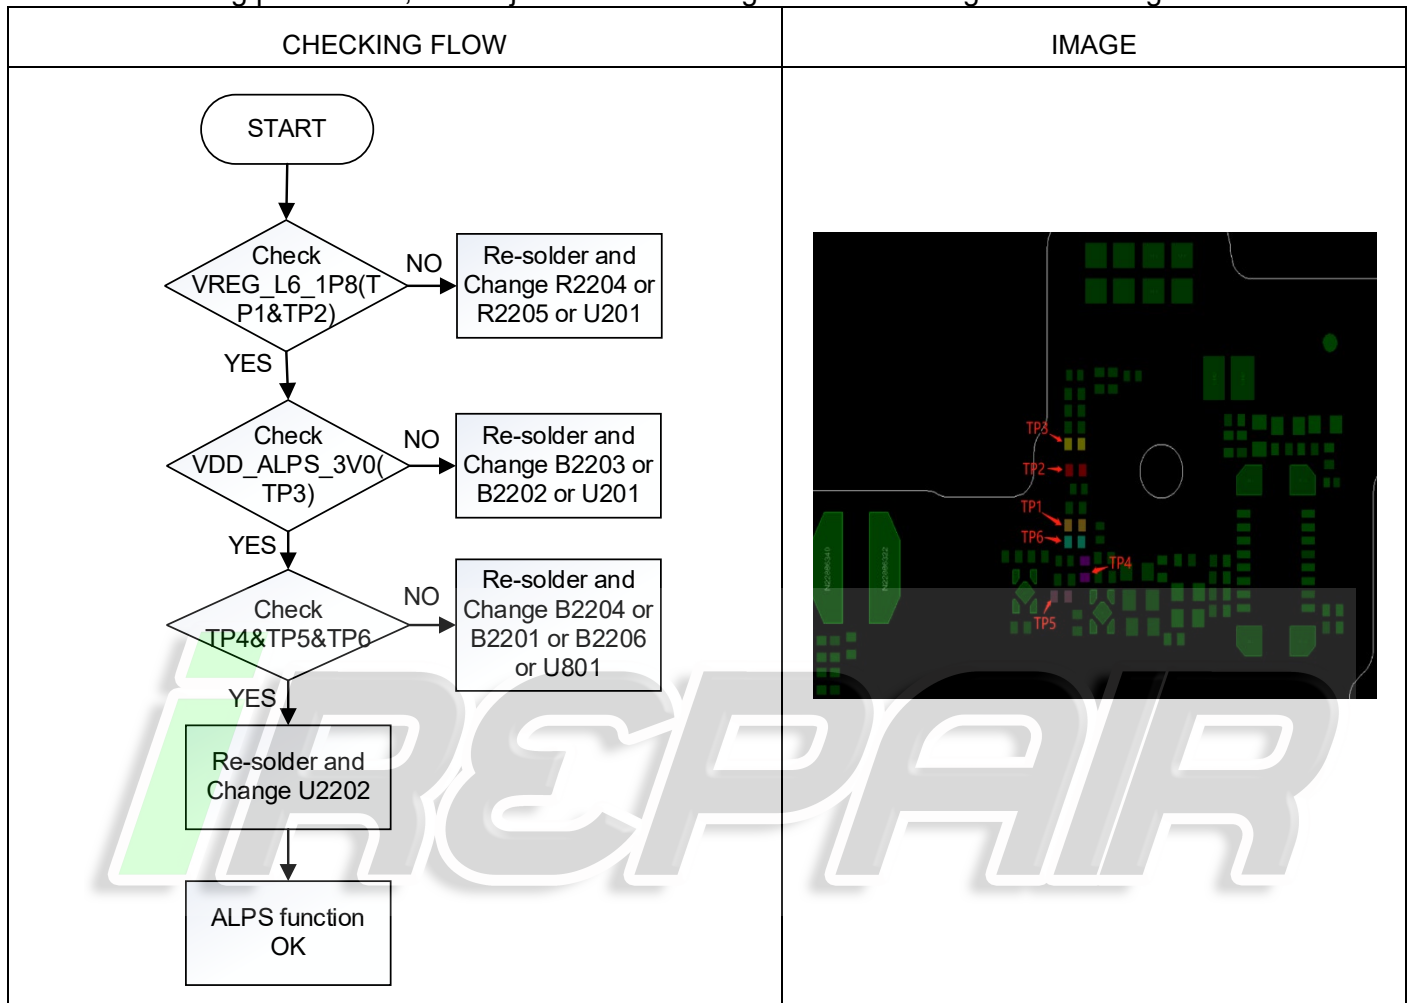 CHECKING FLOW
IMAGE
START
Check
VREG_L6_1P8(T
P1&TP2)
NO
Re-solder and
Change R2204 or
R2205 or U201
YES
Check
VDD_ALPS_3V0(
TP3)
NO
Re-solder and
Change B2203 or
B2202 or U201
YES
Check
TP4&TP5&TP6
NO
Re-solder and
Change B2204 or
B2201 or B2206
or U801
YES
Re-solder and
Change U2202
ALPS function
OK
TP3
TP2
TP1
TP6
TP4
TP5
iREPAIR